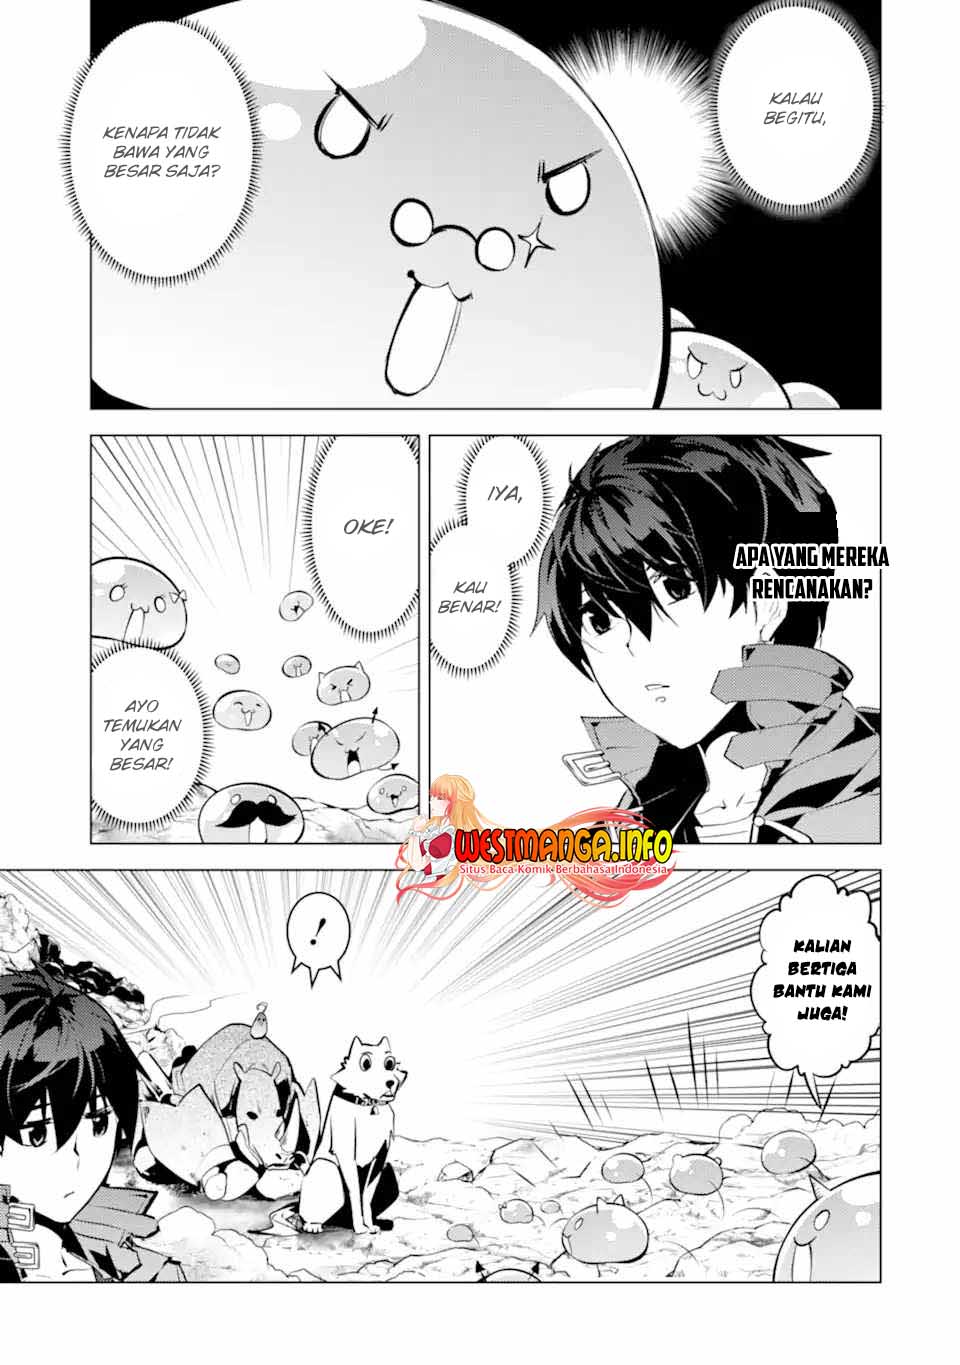 KALAU
BEGITU,
KENAPA TIDAK
BAWA YANG
BESAR SAJA?
IYA,
KAU
BENAR!
APA YANG MEREKA
RENCANAKAN?
OKE!
AYO
TEMUKAN
YANG
BESAR!
WESTMANGA.INFO
Situs Baca Komik Berbahasa Indonesia
!
KALIAN
BERTIGA
BANTU KAMI
JUGA!